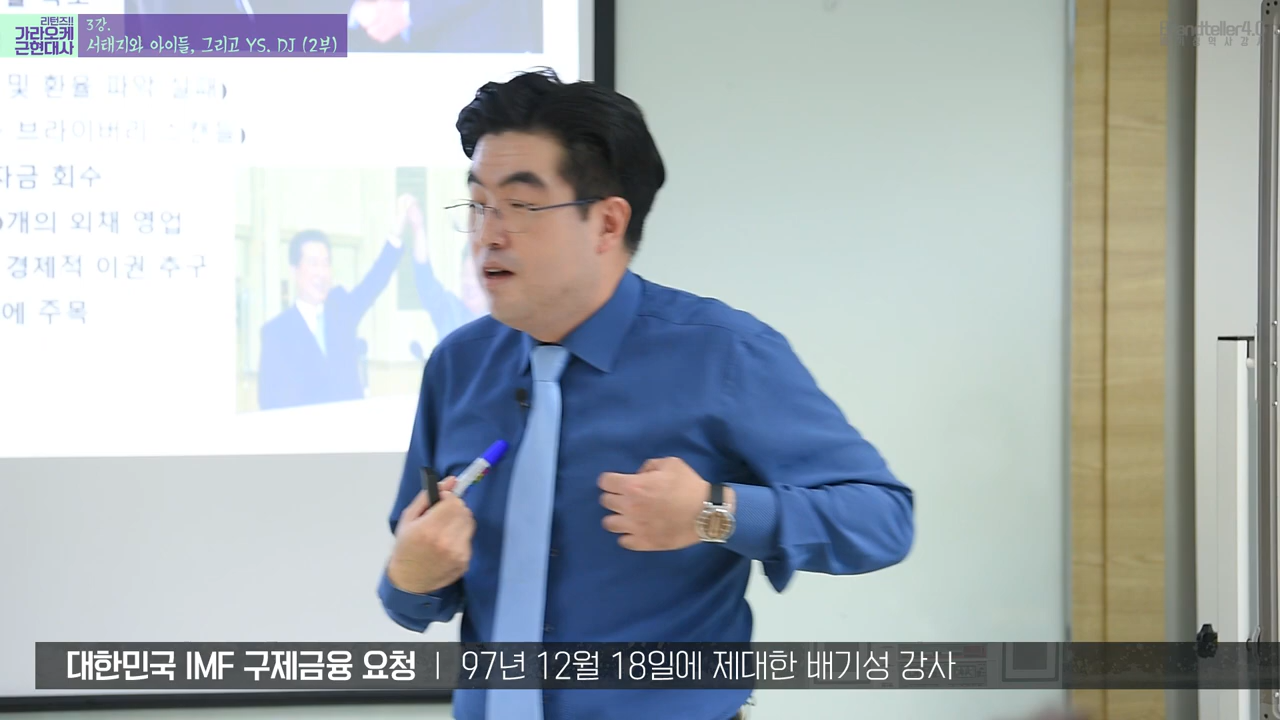 리턴즈!!
가라오케
근현대사
3강.
서태지와 아이들, 그리고 YS, DJ (2부)
Brandteller4.0
및 환율 파악 실패)
브라이버리 스캔들)
자금 회수
개의 외채 영업
경제적 이권 추구
에 주목
대한민국 IMF 구제금융 요청 | 97년 12월 18일에 제대한 배기성 강사